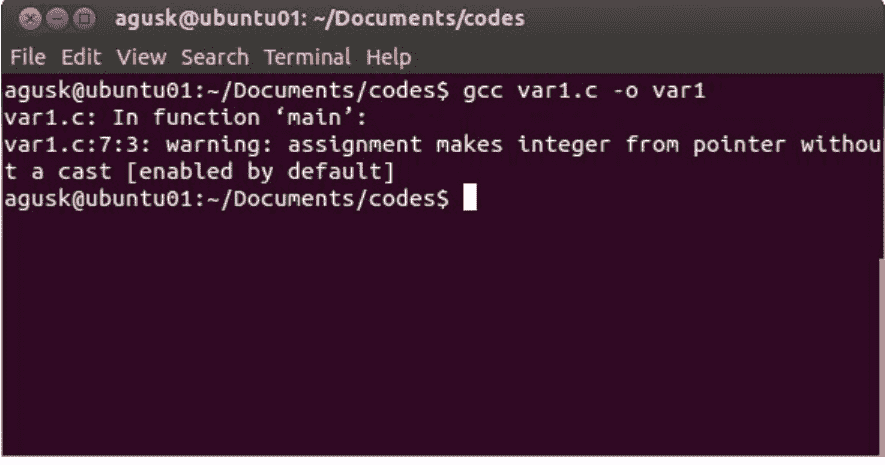 agusk@ubuntu01: ~/Documents/codes
File Edit View Search Terminal Help
agusk@ubuntu01:~/Documents/codes$ gcc var1.c -o var1
var1.c: In function ‘main’:
var1.c:7:3: warning: assignment makes integer from pointer withou
t a cast [enabled by default]
agusk@ubuntu01:~/Documents/codes$